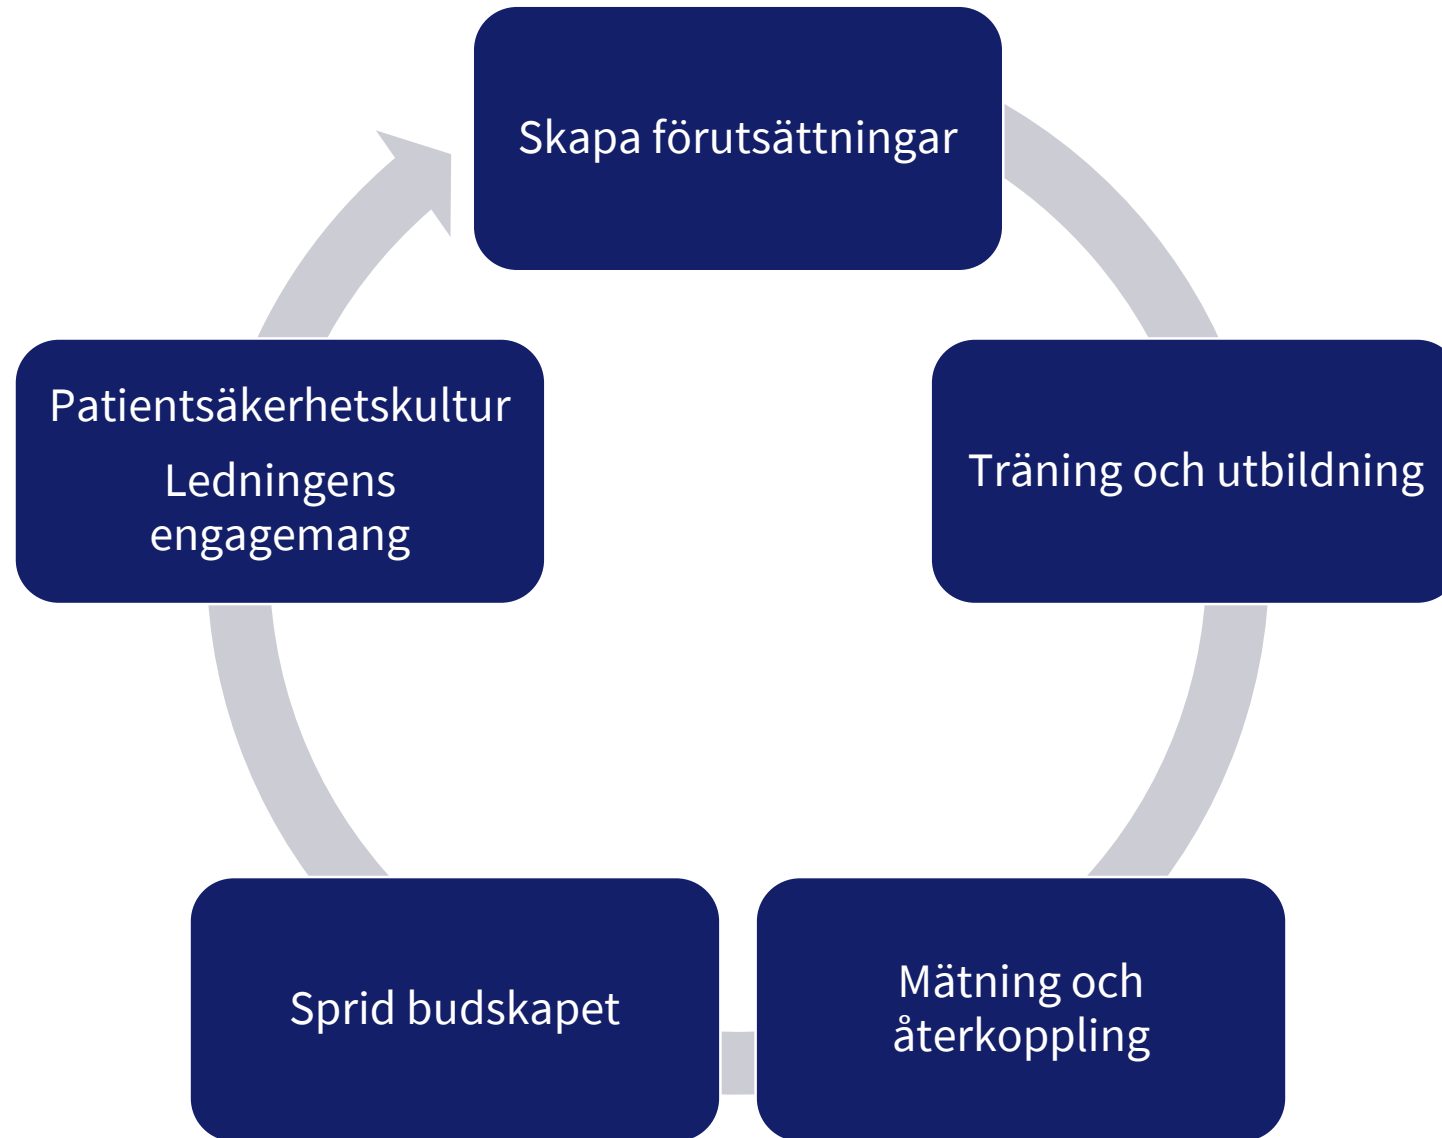 Skapa förutsättningar
Träning och utbildning
Mätning och
återkoppling
Sprid budskapet
Patientsäkerhetskultur
Ledningens
engagemang